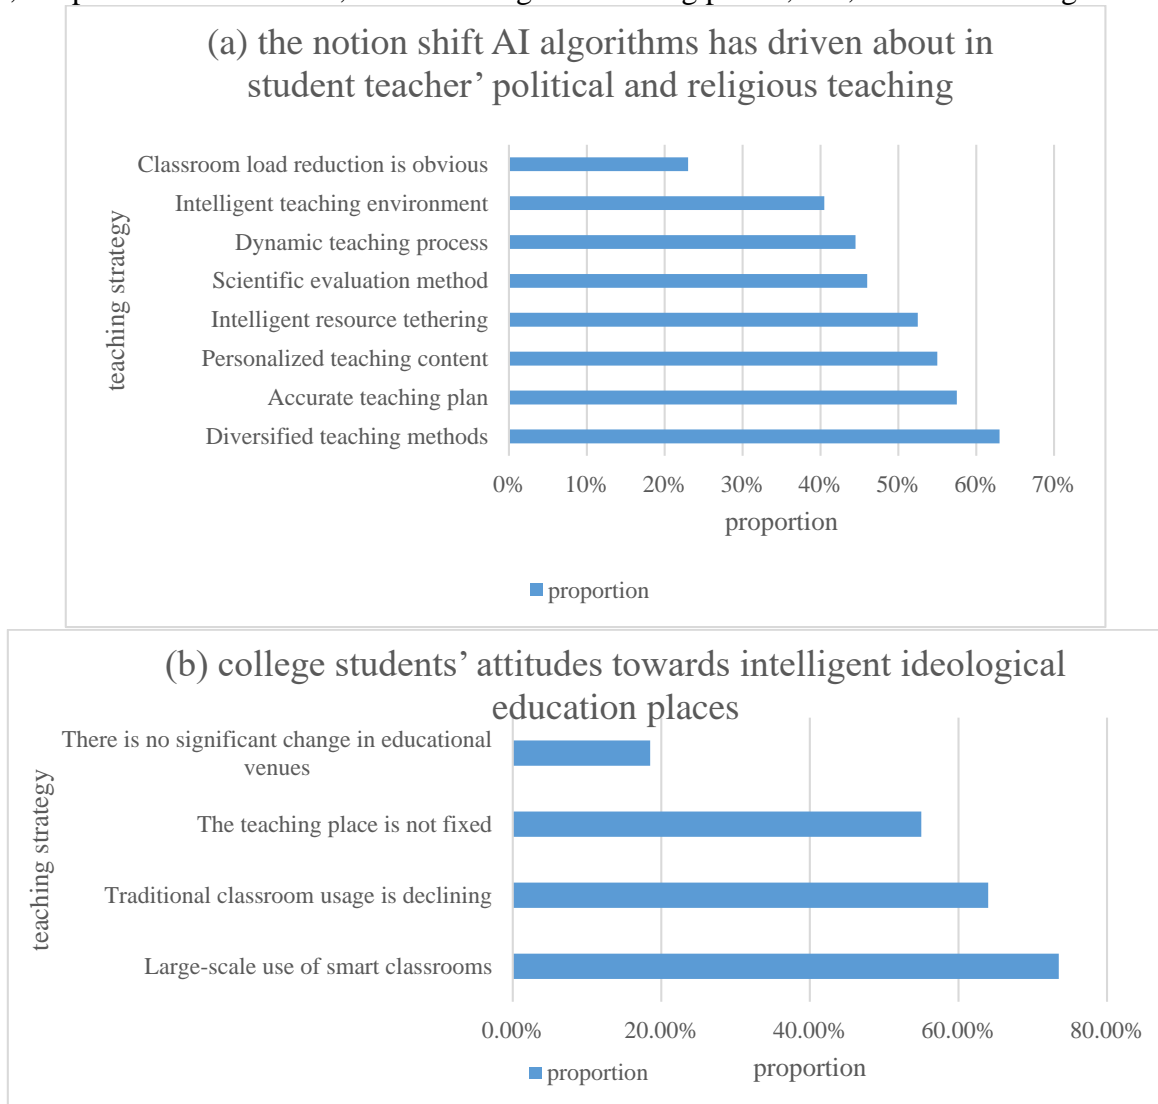 (a) the notion shift AI algorithms has driven about in
student teacher’ political and religious teaching
teaching strategy
Classroom load reduction is obvious
Intelligent teaching environment
Dynamic teaching process
Scientific evaluation method
Intelligent resource tethering
Personalized teaching content
Accurate teaching plan
Diversified teaching methods
0% 10% 20% 30% 40% 50% 60% 70%
proportion
proportion
(b) college students’ attitudes towards intelligent ideological
education places
teaching strategy
There is no significant change in educational
venues
The teaching place is not fixed
Traditional classroom usage is declining
Large-scale use of smart classrooms
0.00% 20.00% 40.00% 60.00% 80.00%
proportion
proportion